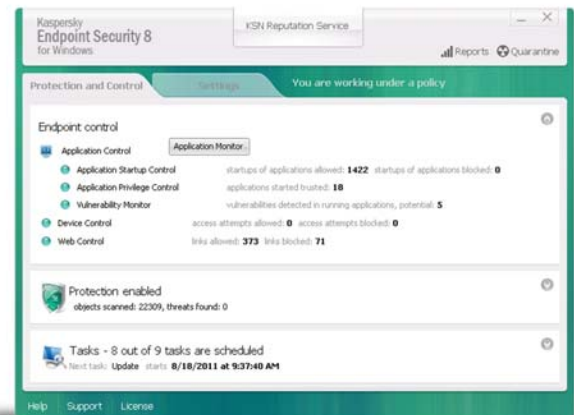 Kaspersky
Endpoint Security 8
for Windows
KSN Reputation Service
Reports Quarantine
Protection and Control Settings You are working under a policy
Endpoint control
Application Control Application Monitor
Application Startup Control startups of applications allowed: 1422 startups of applications blocked: 0
Application Privilege Control applications started trusted: 18
Vulnerability Monitor vulnerabilities detected in running applications, potential: 5
Device Control access attempts allowed: 0 access attempts blocked: 0
Web Control links allowed: 373 links blocked: 71
Protection enabled
objects scanned: 22309, threats found: 0
Tasks - 8 out of 9 tasks are scheduled
Next task: Update starts 8/18/2011 at 9:37:40 AM
Help Support License